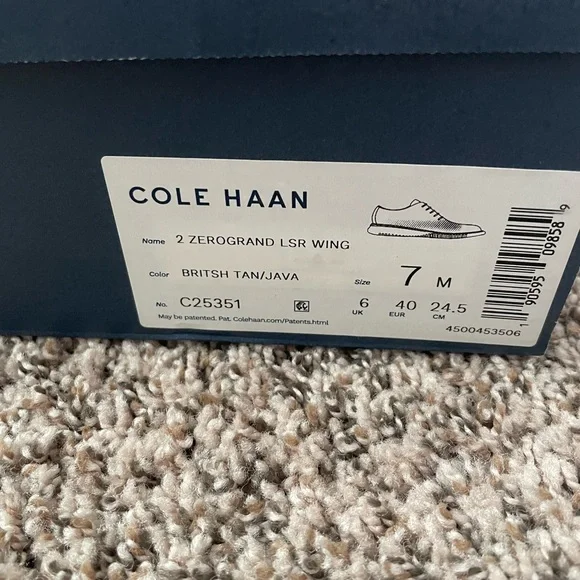 COLE HAAN
Name 2 ZEROGRAND LSR WING
Color BRITSH TAN/JAVA
Size 7 M
No. C25351
6 40 24.5
UK EUR CM
May be patented. Pat. Colehaan.com/Patents.html
4500453506
1 90595 09858 9